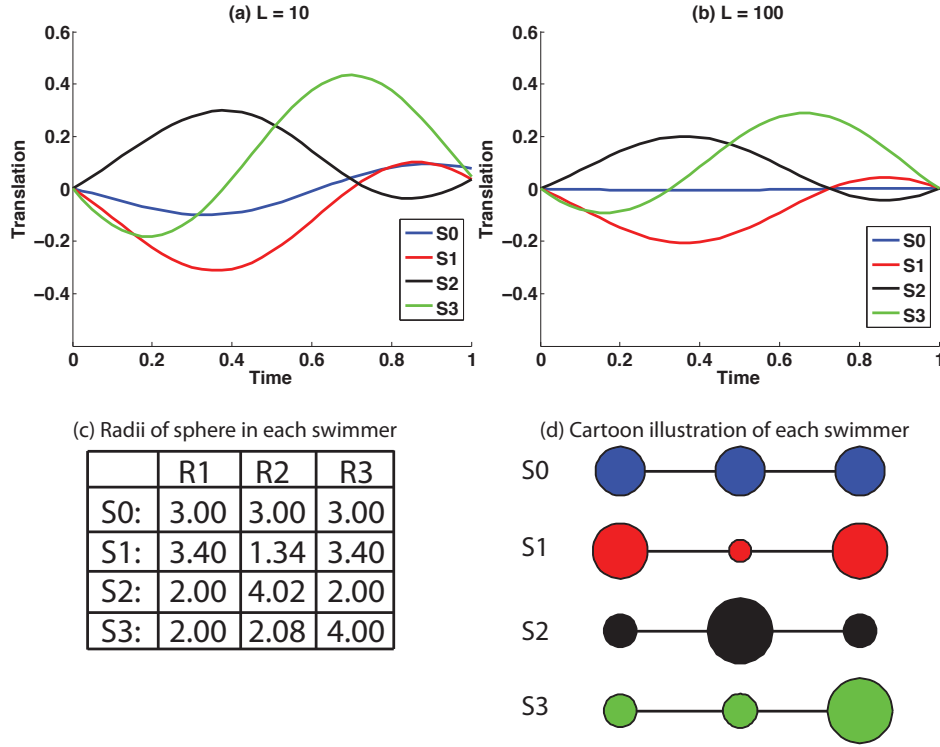 (a) L = 10
0.6
0.4
0.2
0
−0.2
−0.4
Translation
0
0.2
0.4
0.6
0.8
1
Time
S0
S1
S2
S3
(b) L = 100
0.6
0.4
0.2
0
−0.2
−0.4
Translation
0
0.2
0.4
0.6
0.8
1
Time
S0
S1
S2
S3
(c) Radii of sphere in each swimmer
R1 R2 R3
S0: 3.00 3.00 3.00
S1: 3.40 1.34 3.40
S2: 2.00 4.02 2.00
S3: 2.00 2.08 4.00
(d) Cartoon illustration of each swimmer
S0
S1
S2
S3